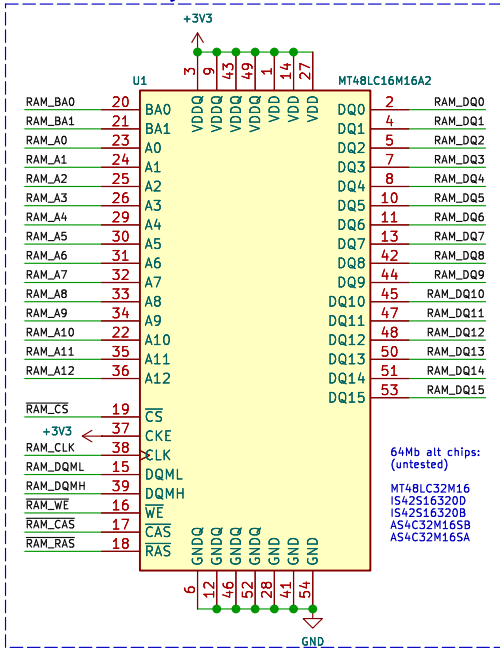 +3V3
U1
MT48LC16M16A2
3 9 43 49 1 14 27
VDDQ VDDQ VDDQ VDDQ VDD VDD VDD
RAM_BA0 20 BA0 DQ0 2 RAM_DQ0
RAM_BA1 21 BA1 DQ1 4 RAM_DQ1
RAM_A0 23 A0 DQ2 5 RAM_DQ2
RAM_A1 24 A1 DQ3 7 RAM_DQ3
RAM_A2 25 A2 DQ4 8 RAM_DQ4
RAM_A3 26 A3 DQ5 10 RAM_DQ5
RAM_A4 29 A4 DQ6 11 RAM_DQ6
RAM_A5 30 A5 DQ7 13 RAM_DQ7
RAM_A6 31 A6 DQ8 42 RAM_DQ8
RAM_A7 32 A7 DQ9 44 RAM_DQ9
RAM_A8 33 A8 DQ10 45 RAM_DQ10
RAM_A9 34 A9 DQ11 47 RAM_DQ11
RAM_A10 22 A10 DQ12 48 RAM_DQ12
RAM_A11 35 A11 DQ13 50 RAM_DQ13
RAM_A12 36 A12 DQ14 51 RAM_DQ14
DQ15 53 RAM_DQ15
RAM_CS 19 CS
+3V3 37 CKE
RAM_CLK 38 CLK
RAM_DQML 15 DQML
RAM_DQMH 39 DQMH
RAM_WE 16 WE
RAM_CAS 17 CAS
RAM_RAS 18 RAS
64Mb alt chips:
(untested)
MT48LC32M16
IS42S16320D
IS42S16320B
AS4C32M16SB
AS4C32M16SA
GNDQ GNDQ GNDQ GNDQ GND GND GND
6 12 46 52 28 41 54
GND